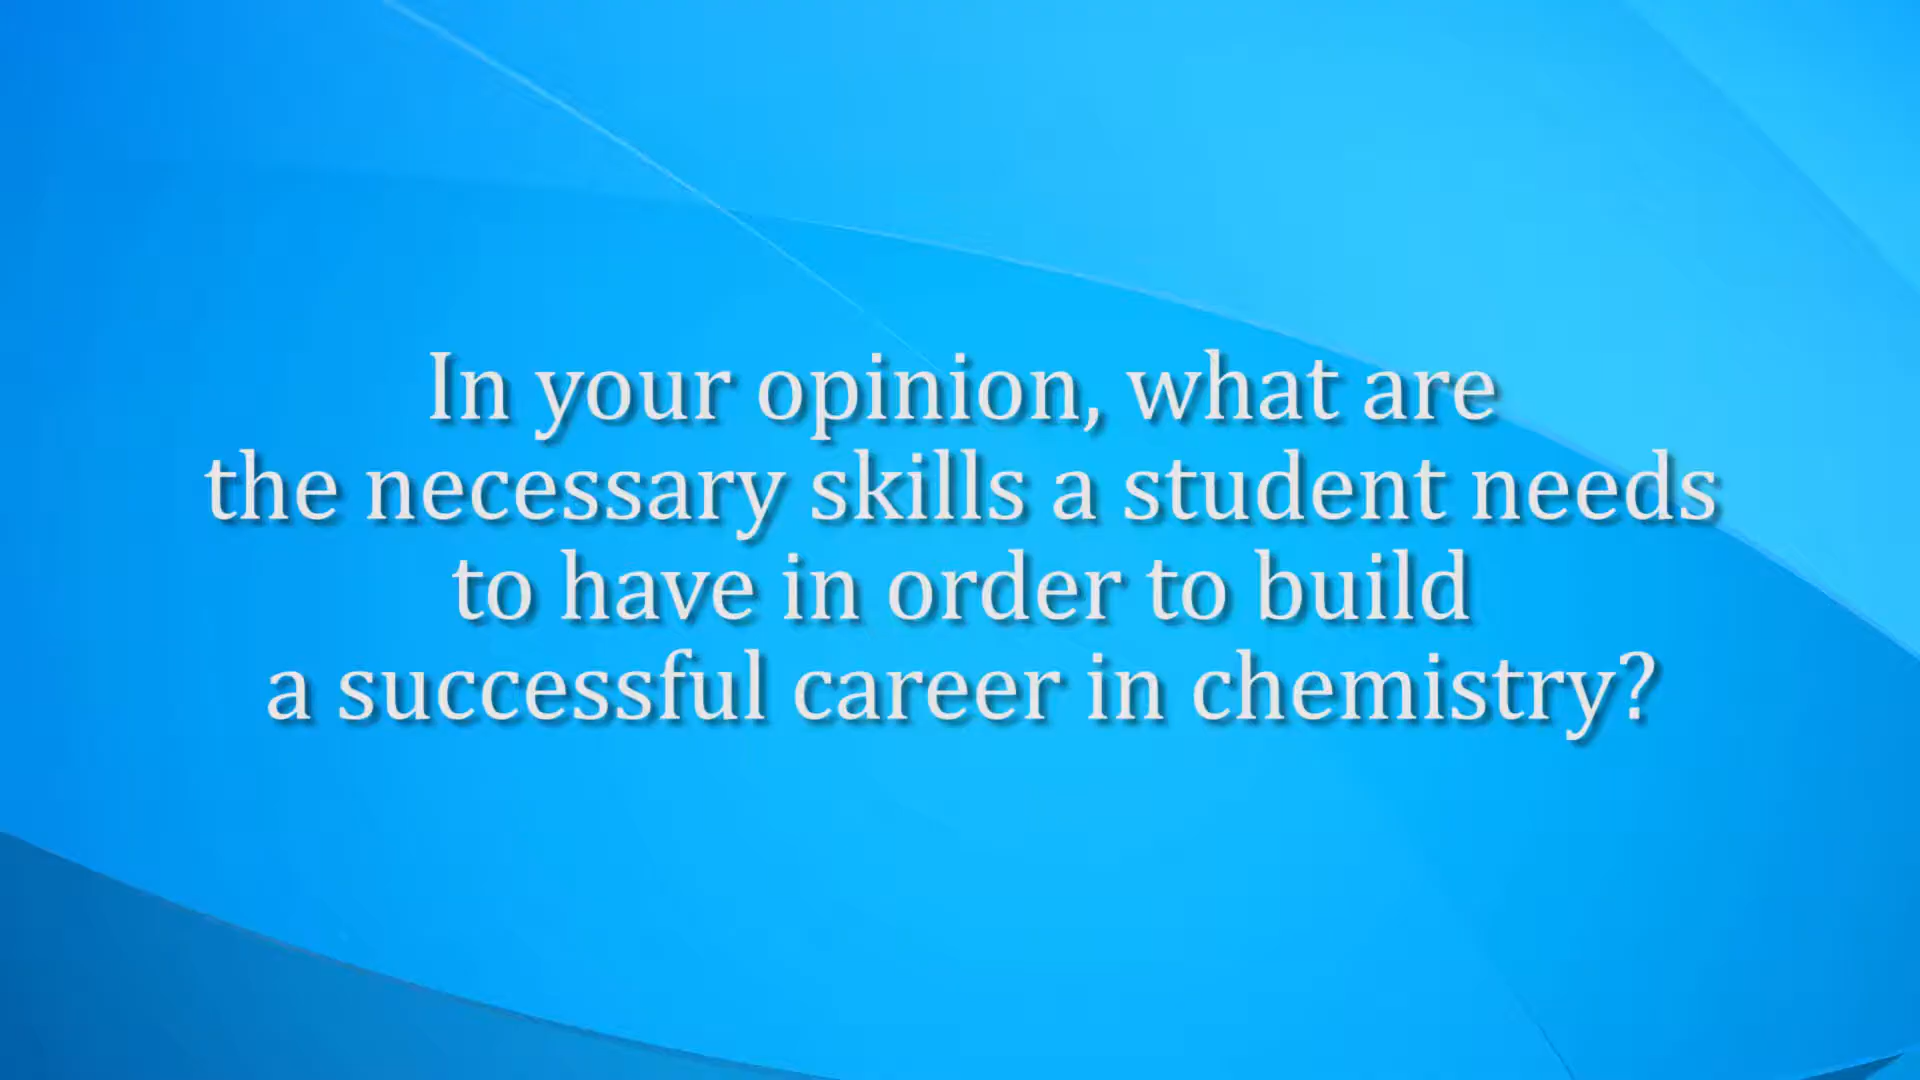 In your opinion, what are
the necessary skills a student needs
to have in order to build
a successful career in chemistry?